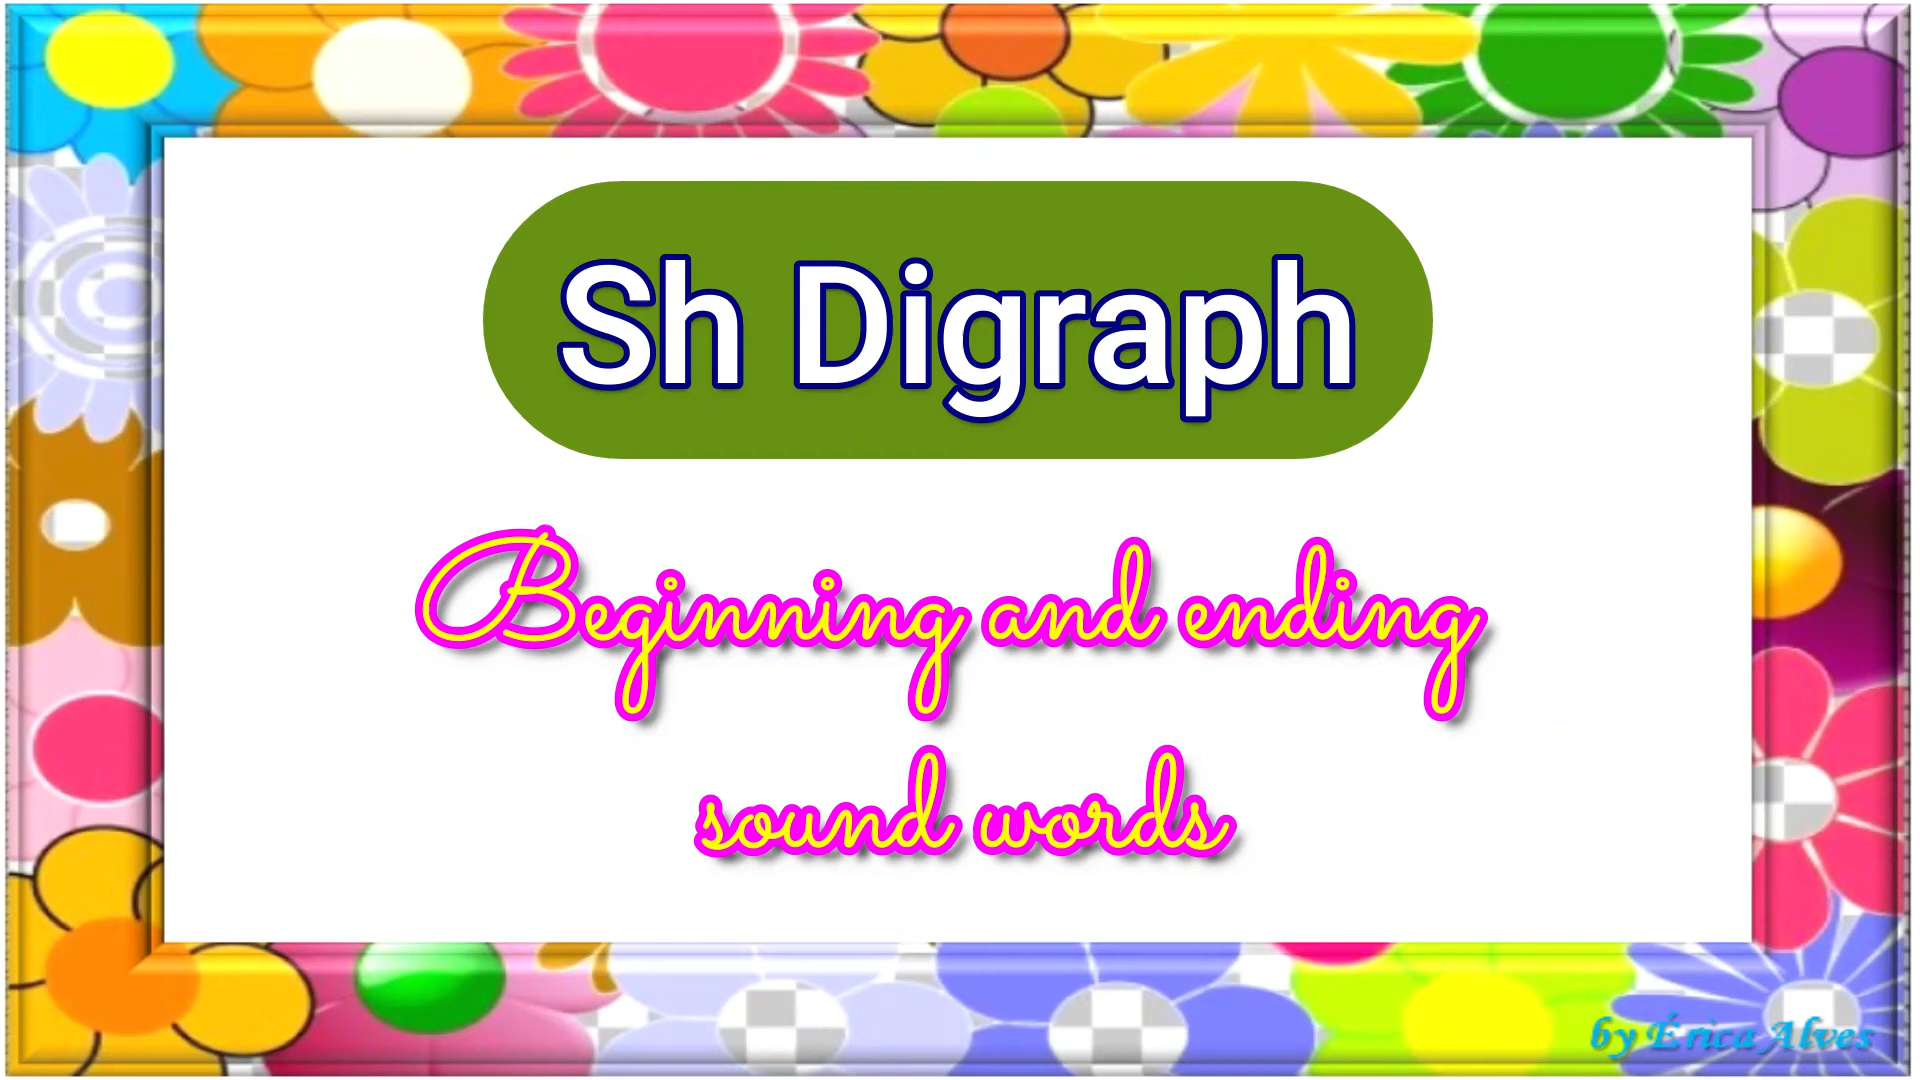 Sh Digraph
Beginning and ending
sound words
by Érica Alves